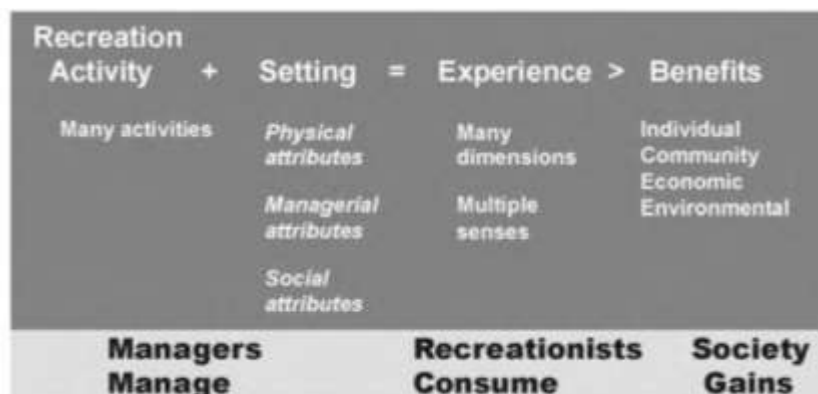 Recreation
Activity + Setting = Experience > Benefits
Many activities
Physical
attributes
Managerial
attributes
Social
attributes
Many
dimensions
Multiple
senses
Individual
Community
Economic
Environmental
Managers
Manage
Recreationists
Consume
Society
Gains